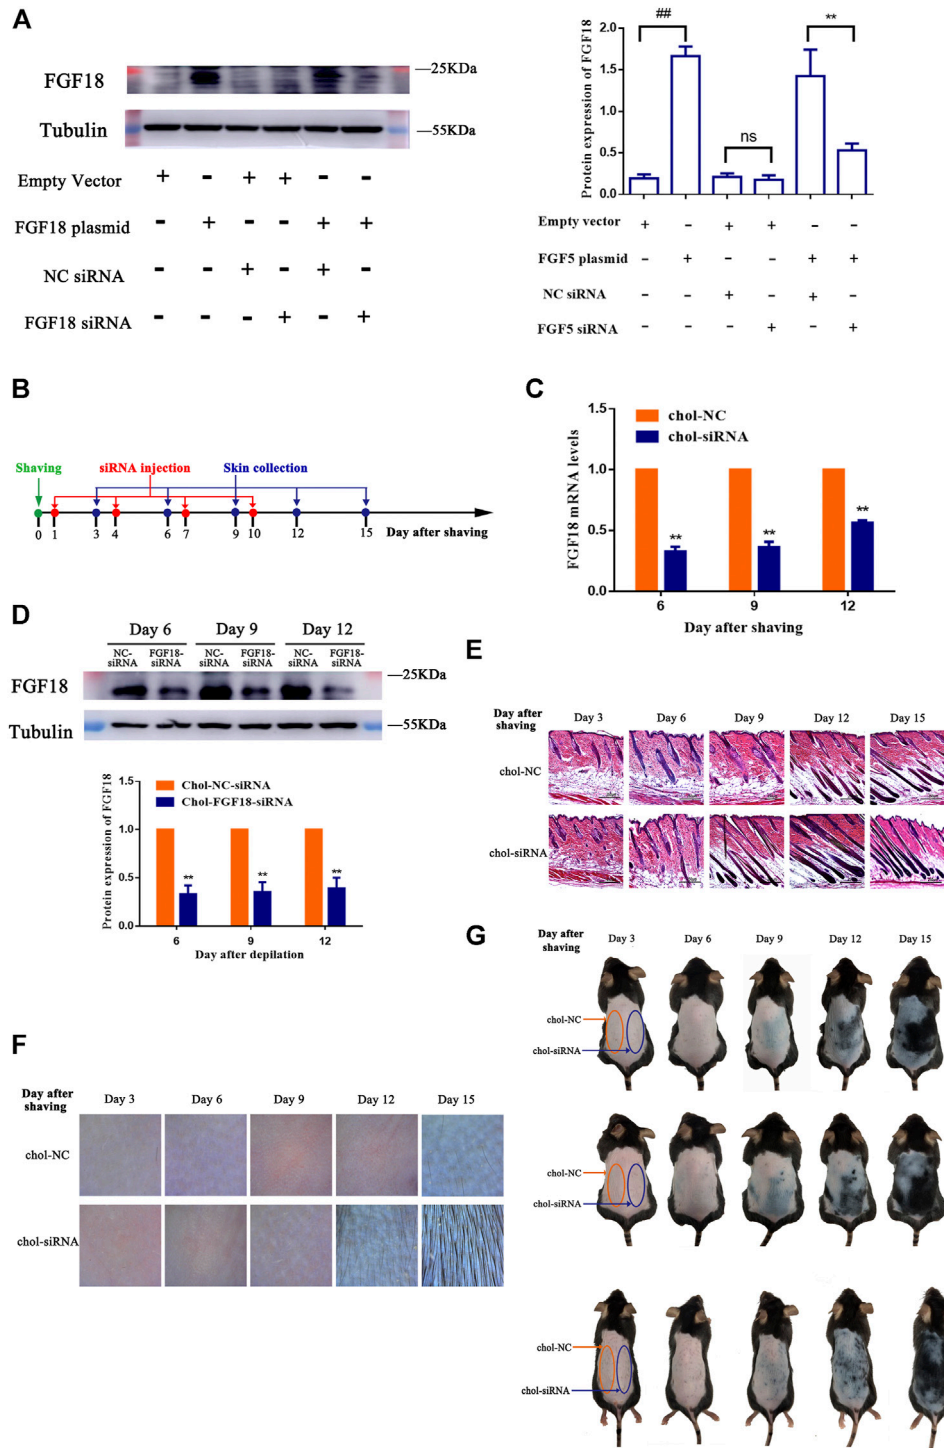 A
FGF18
—25KDa
Tubulin
—55KDa
Empty Vector + - + + - -
FGF18 plasmid - + - - + +
NC siRNA - - + - + -
FGF18 siRNA - - - + - +
Protein expression of FGF18
2.0
1.5
1.0
0.5
0.0
##
ns
**
Empty vector + - + + - -
FGF5 plasmid - + - - + +
NC siRNA - - + - + -
FGF5 siRNA - - - + - +
B
Shaving siRNA injection Skin collection
0 1 3 4 6 7 9 10 12 15 Day after shaving
C
chol-NC
chol-siRNA
FGF18 mRNA levels
1.5
1.0
0.5
0.0
** ** **
6 9 12
Day after shaving
D
Day 6 Day 9 Day 12
NC-siRNA FGF18-siRNA NC-siRNA FGF18-siRNA NC-siRNA FGF18-siRNA
FGF18
—25KDa
Tubulin
—55KDa
Chol-NC-siRNA
Chol-FGF18-siRNA
Protein expression of FGF18
1.5
1.0
0.5
0.0
** ** **
6 9 12
Day after depilation
E
Day after shaving Day 3 Day 6 Day 9 Day 12 Day 15
chol-NC
chol-siRNA
F
Day after shaving Day 3 Day 6 Day 9 Day 12 Day 15
chol-NC
chol-siRNA
G
Day after shaving Day 3 Day 6 Day 9 Day 12 Day 15
chol-NC
chol-siRNA
chol-NC
chol-siRNA
chol-NC
chol-siRNA